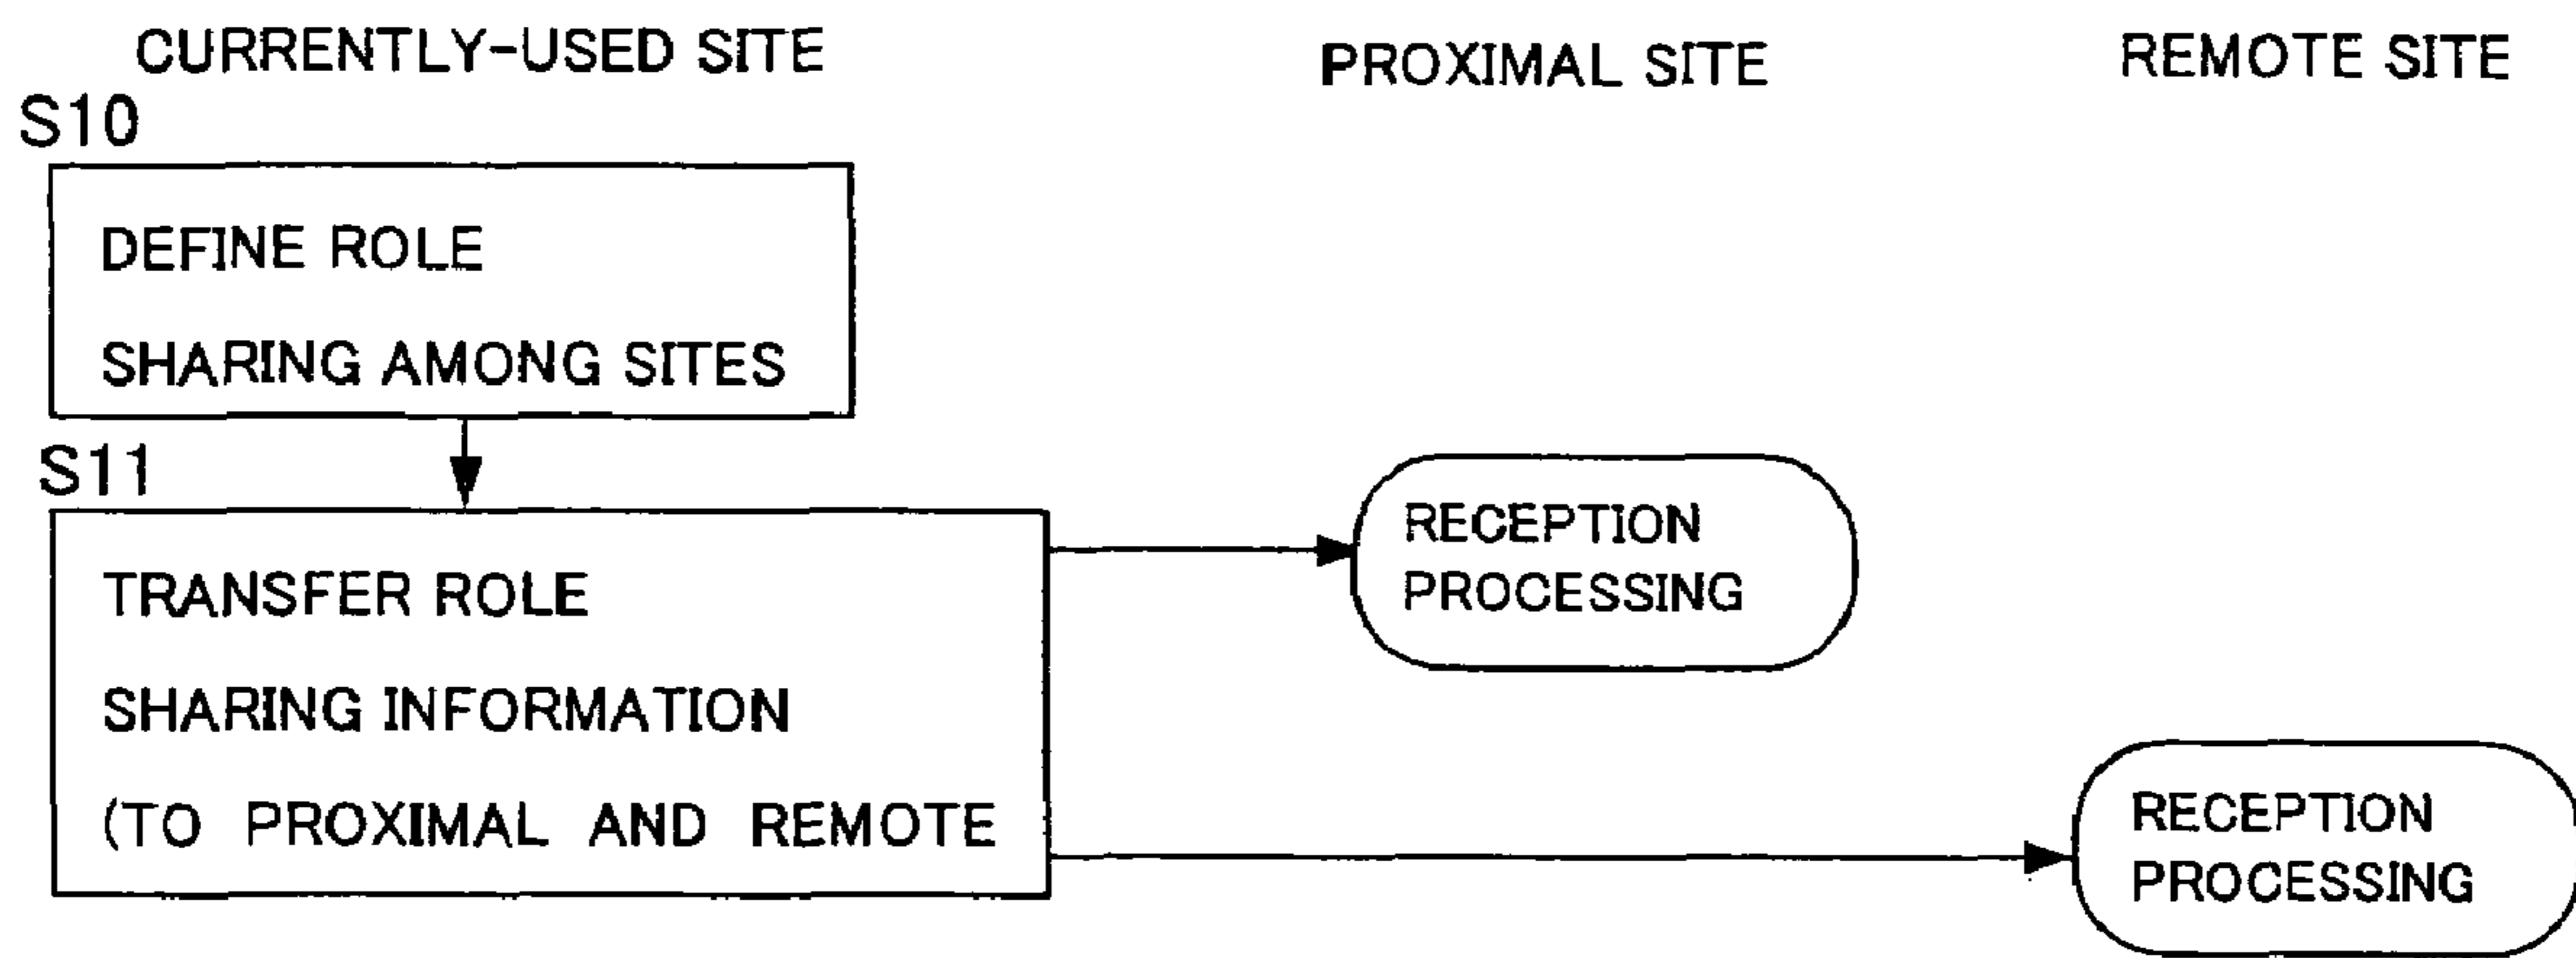 CURRENTLY-USED SITE
PROXIMAL SITE
REMOTE SITE
S10
DEFINE ROLE
SHARING AMONG SITES
S11
TRANSFER ROLE
SHARING INFORMATION
(TO PROXIMAL AND REMOTE
RECEPTION
PROCESSING
RECEPTION
PROCESSING